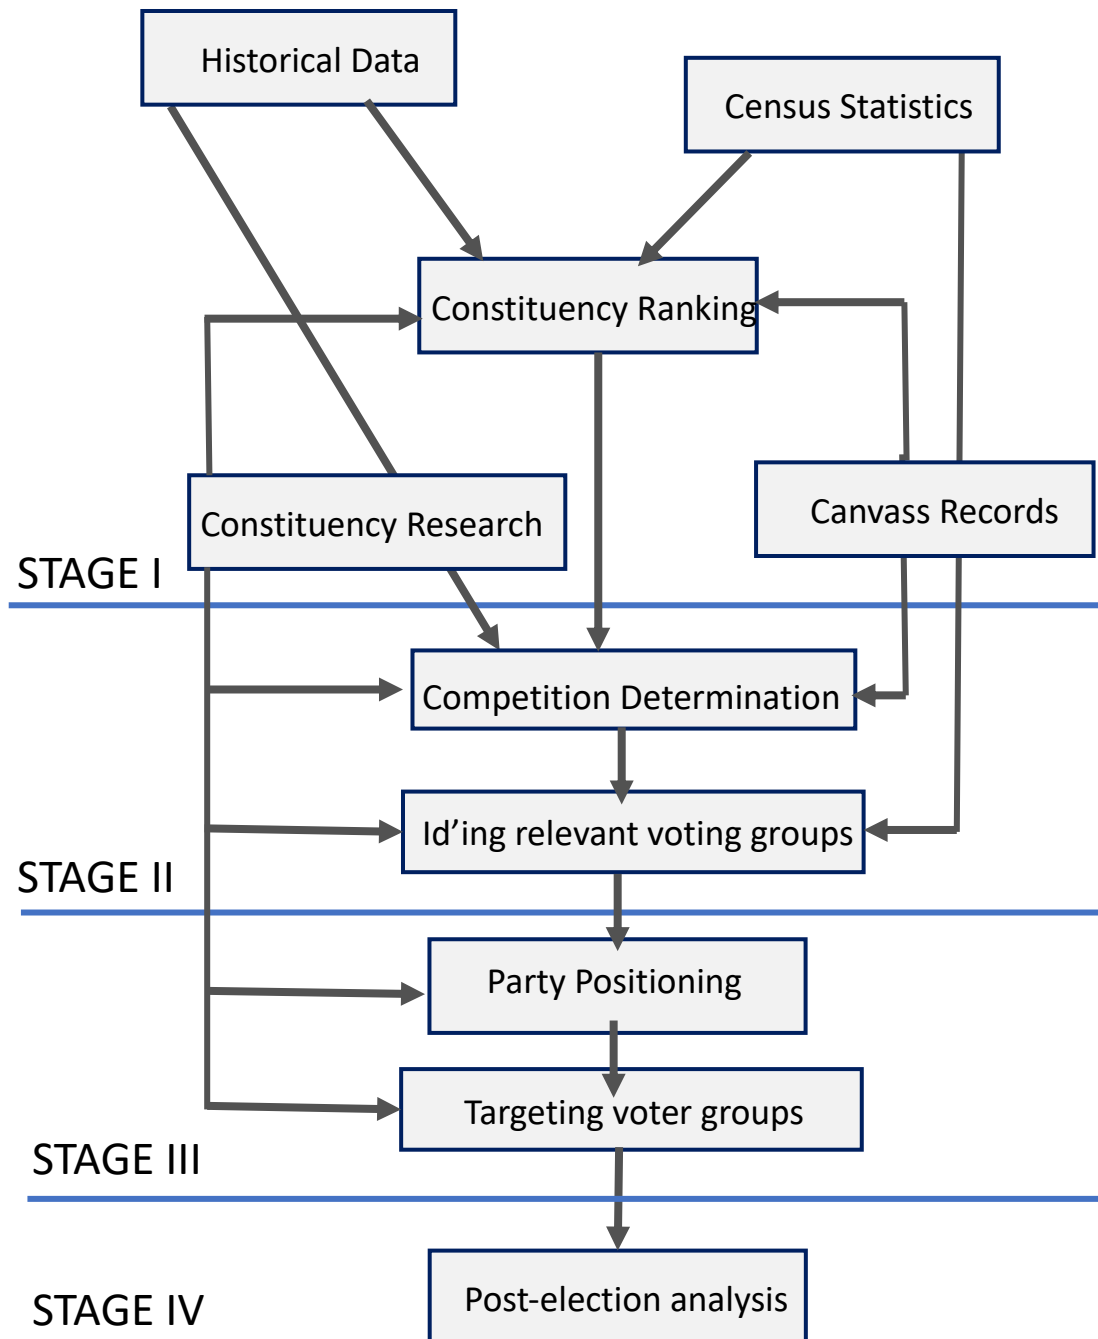 Historical Data
Census Statistics
Constituency Ranking
Constituency Research
Canvass Records
STAGE I
Competition Determination
Id’ing relevant voting groups
STAGE II
Party Positioning
Targeting voter groups
STAGE III
Post-election analysis
STAGE IV